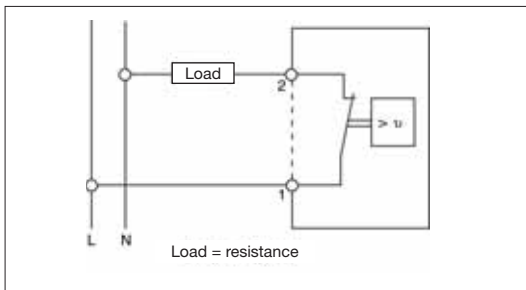 Load
2
> υ
1
L N
Load = resistance